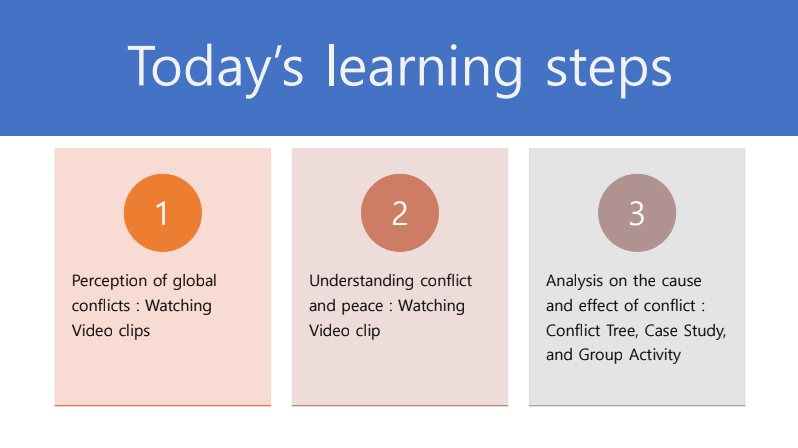 Today’s learning steps
1
Perception of global
conflicts : Watching
Video clips
2
Understanding conflict
and peace : Watching
Video clip
3
Analysis on the cause
and effect of conflict :
Conflict Tree, Case Study,
and Group Activity